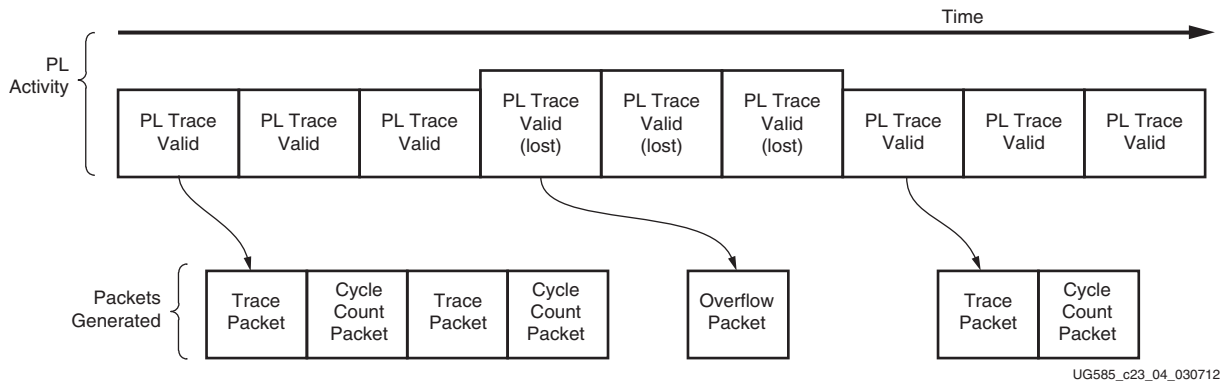 Time
PL
Activity
PL Trace
Valid
PL Trace
Valid
PL Trace
Valid
PL Trace
Valid
(lost)
PL Trace
Valid
(lost)
PL Trace
Valid
(lost)
PL Trace
Valid
PL Trace
Valid
PL Trace
Valid
Packets
Generated
Trace
Packet
Cycle
Count
Packet
Trace
Packet
Cycle
Count
Packet
Overflow
Packet
Trace
Packet
Cycle
Count
Packet
UG585_c23_04_030712